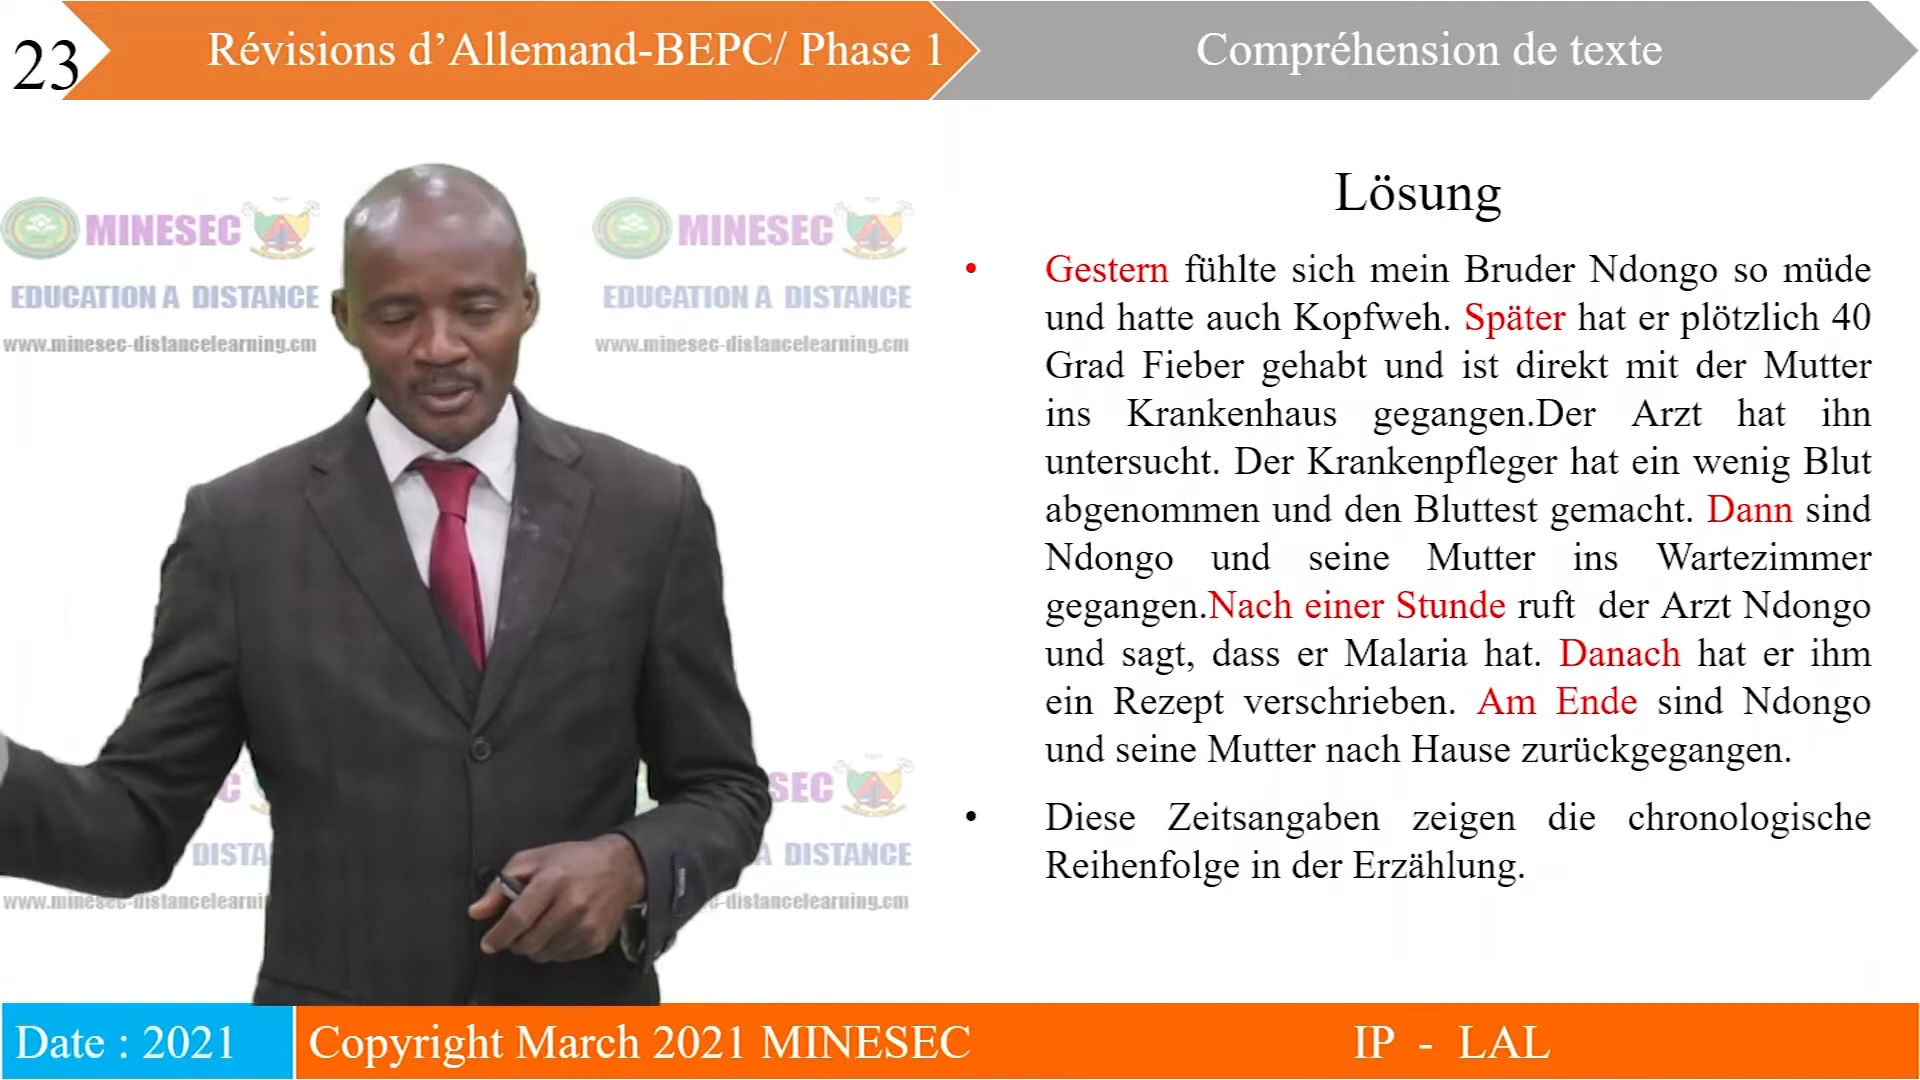 23
Révisions d’Allemand-BEPC/ Phase 1
Compréhension de texte
MINESEC
EDUCATION A DISTANCE
www.minesec-distancelearning.cm
MINESEC
EDUCATION A DISTANCE
www.minesec-distancelearning.cm
Lösung
• Gestern fühlte sich mein Bruder Ndongo so müde
und hatte auch Kopfweh. Später hat er plötzlich 40
Grad Fieber gehabt und ist direkt mit der Mutter
ins Krankenhaus gegangen.Der Arzt hat ihn
untersucht. Der Krankenpfleger hat ein wenig Blut
abgenommen und den Bluttest gemacht. Dann sind
Ndongo und seine Mutter ins Wartezimmer
gegangen.Nach einer Stunde ruft der Arzt Ndongo
und sagt, dass er Malaria hat. Danach hat er ihm
ein Rezept verschrieben. Am Ende sind Ndongo
und seine Mutter nach Hause zurückgegangen.
• Diese Zeitsangaben zeigen die chronologische
Reihenfolge in der Erzählung.
C
DISTA
www.minesec-distancelearni
SEC
A DISTANCE
-distancelearning.cm
Date : 2021
Copyright March 2021 MINESEC
IP - LAL